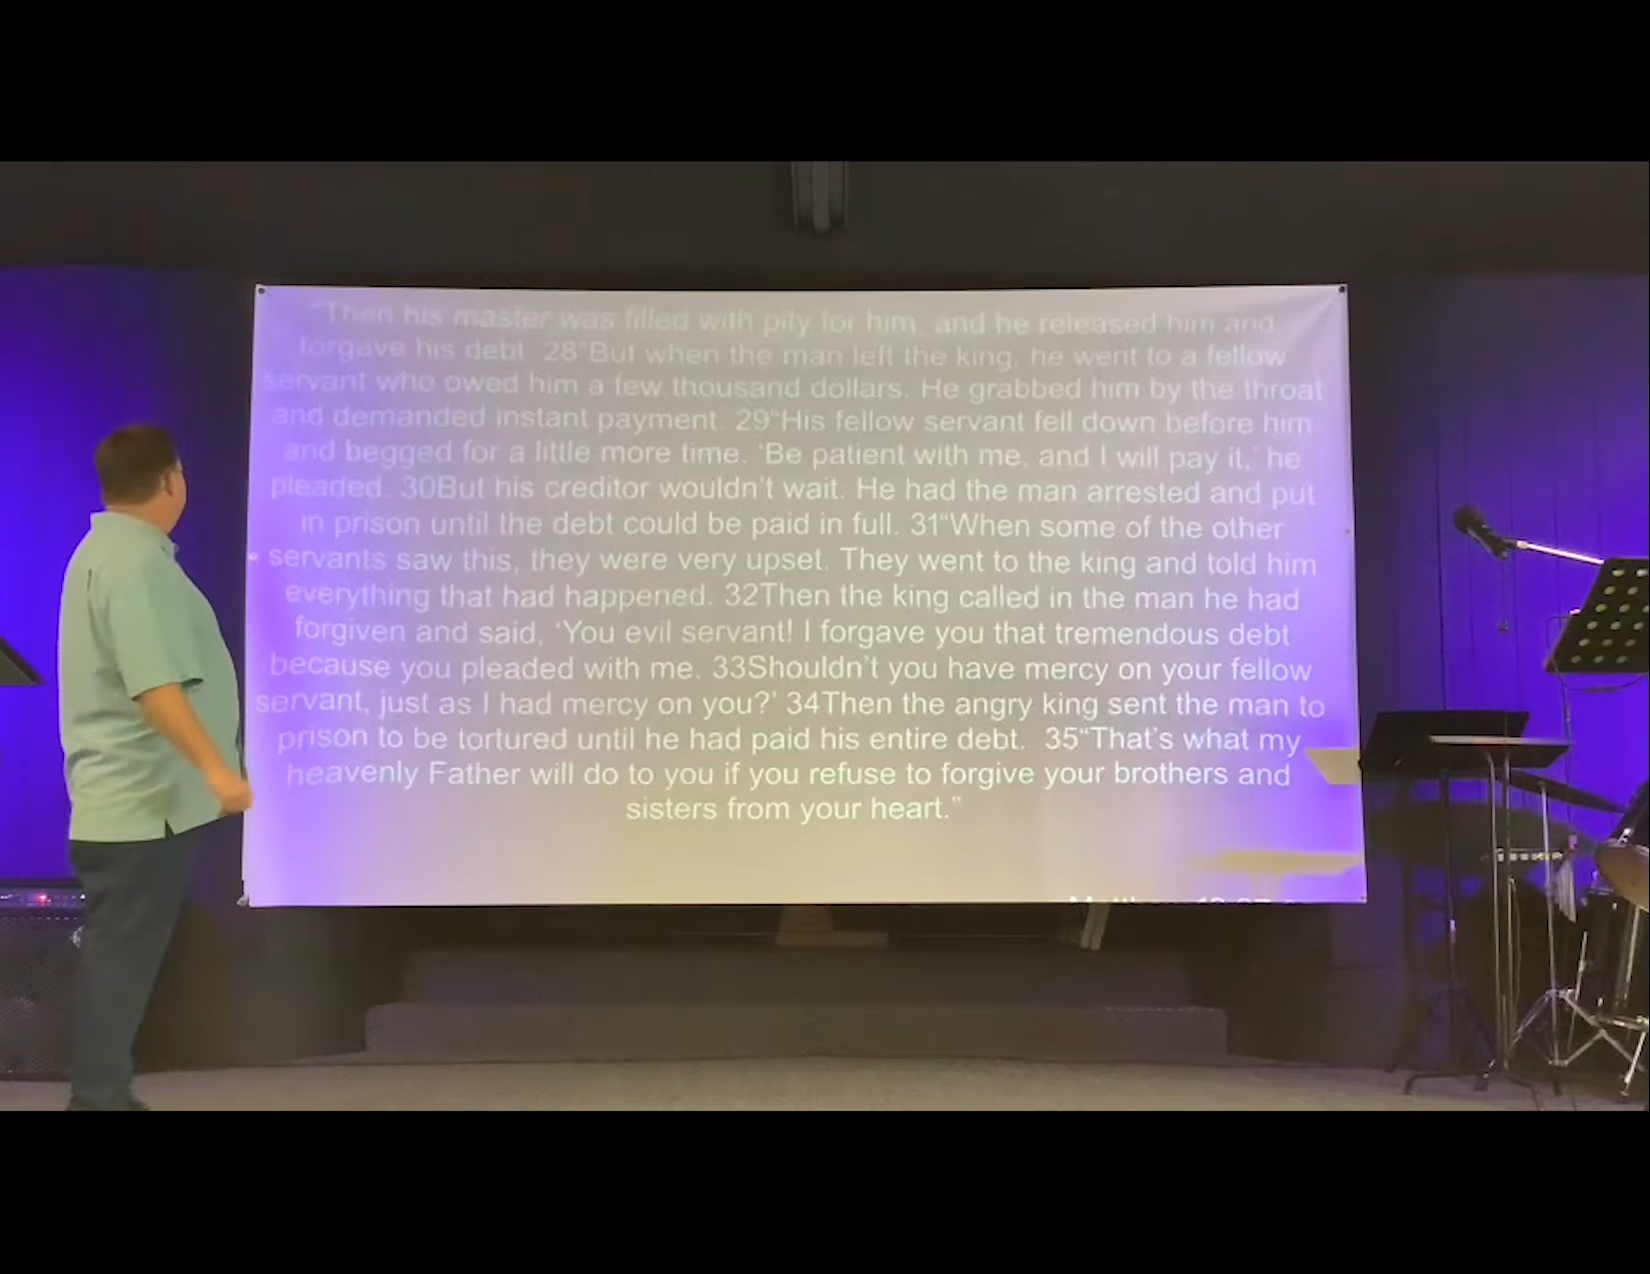 "Then his master was filled with pity for him, and he released him and
forgave his debt. 28"But when the man left the king, he went to a fellow
servant who owed him a few thousand dollars. He grabbed him by the throat
and demanded instant payment. 29"His fellow servant fell down before him
and begged for a little more time. 'Be patient with me, and I will pay it,' he
pleaded. 30But his creditor wouldn't wait. He had the man arrested and put
in prison until the debt could be paid in full. 31"When some of the other
servants saw this, they were very upset. They went to the king and told him
everything that had happened. 32Then the king called in the man he had
forgiven and said, 'You evil servant! I forgave you that tremendous debt
because you pleaded with me. 33Shouldn't you have mercy on your fellow
servant, just as I had mercy on you?' 34Then the angry king sent the man to
prison to be tortured until he had paid his entire debt. 35"That's what my
heavenly Father will do to you if you refuse to forgive your brothers and
sisters from your heart."